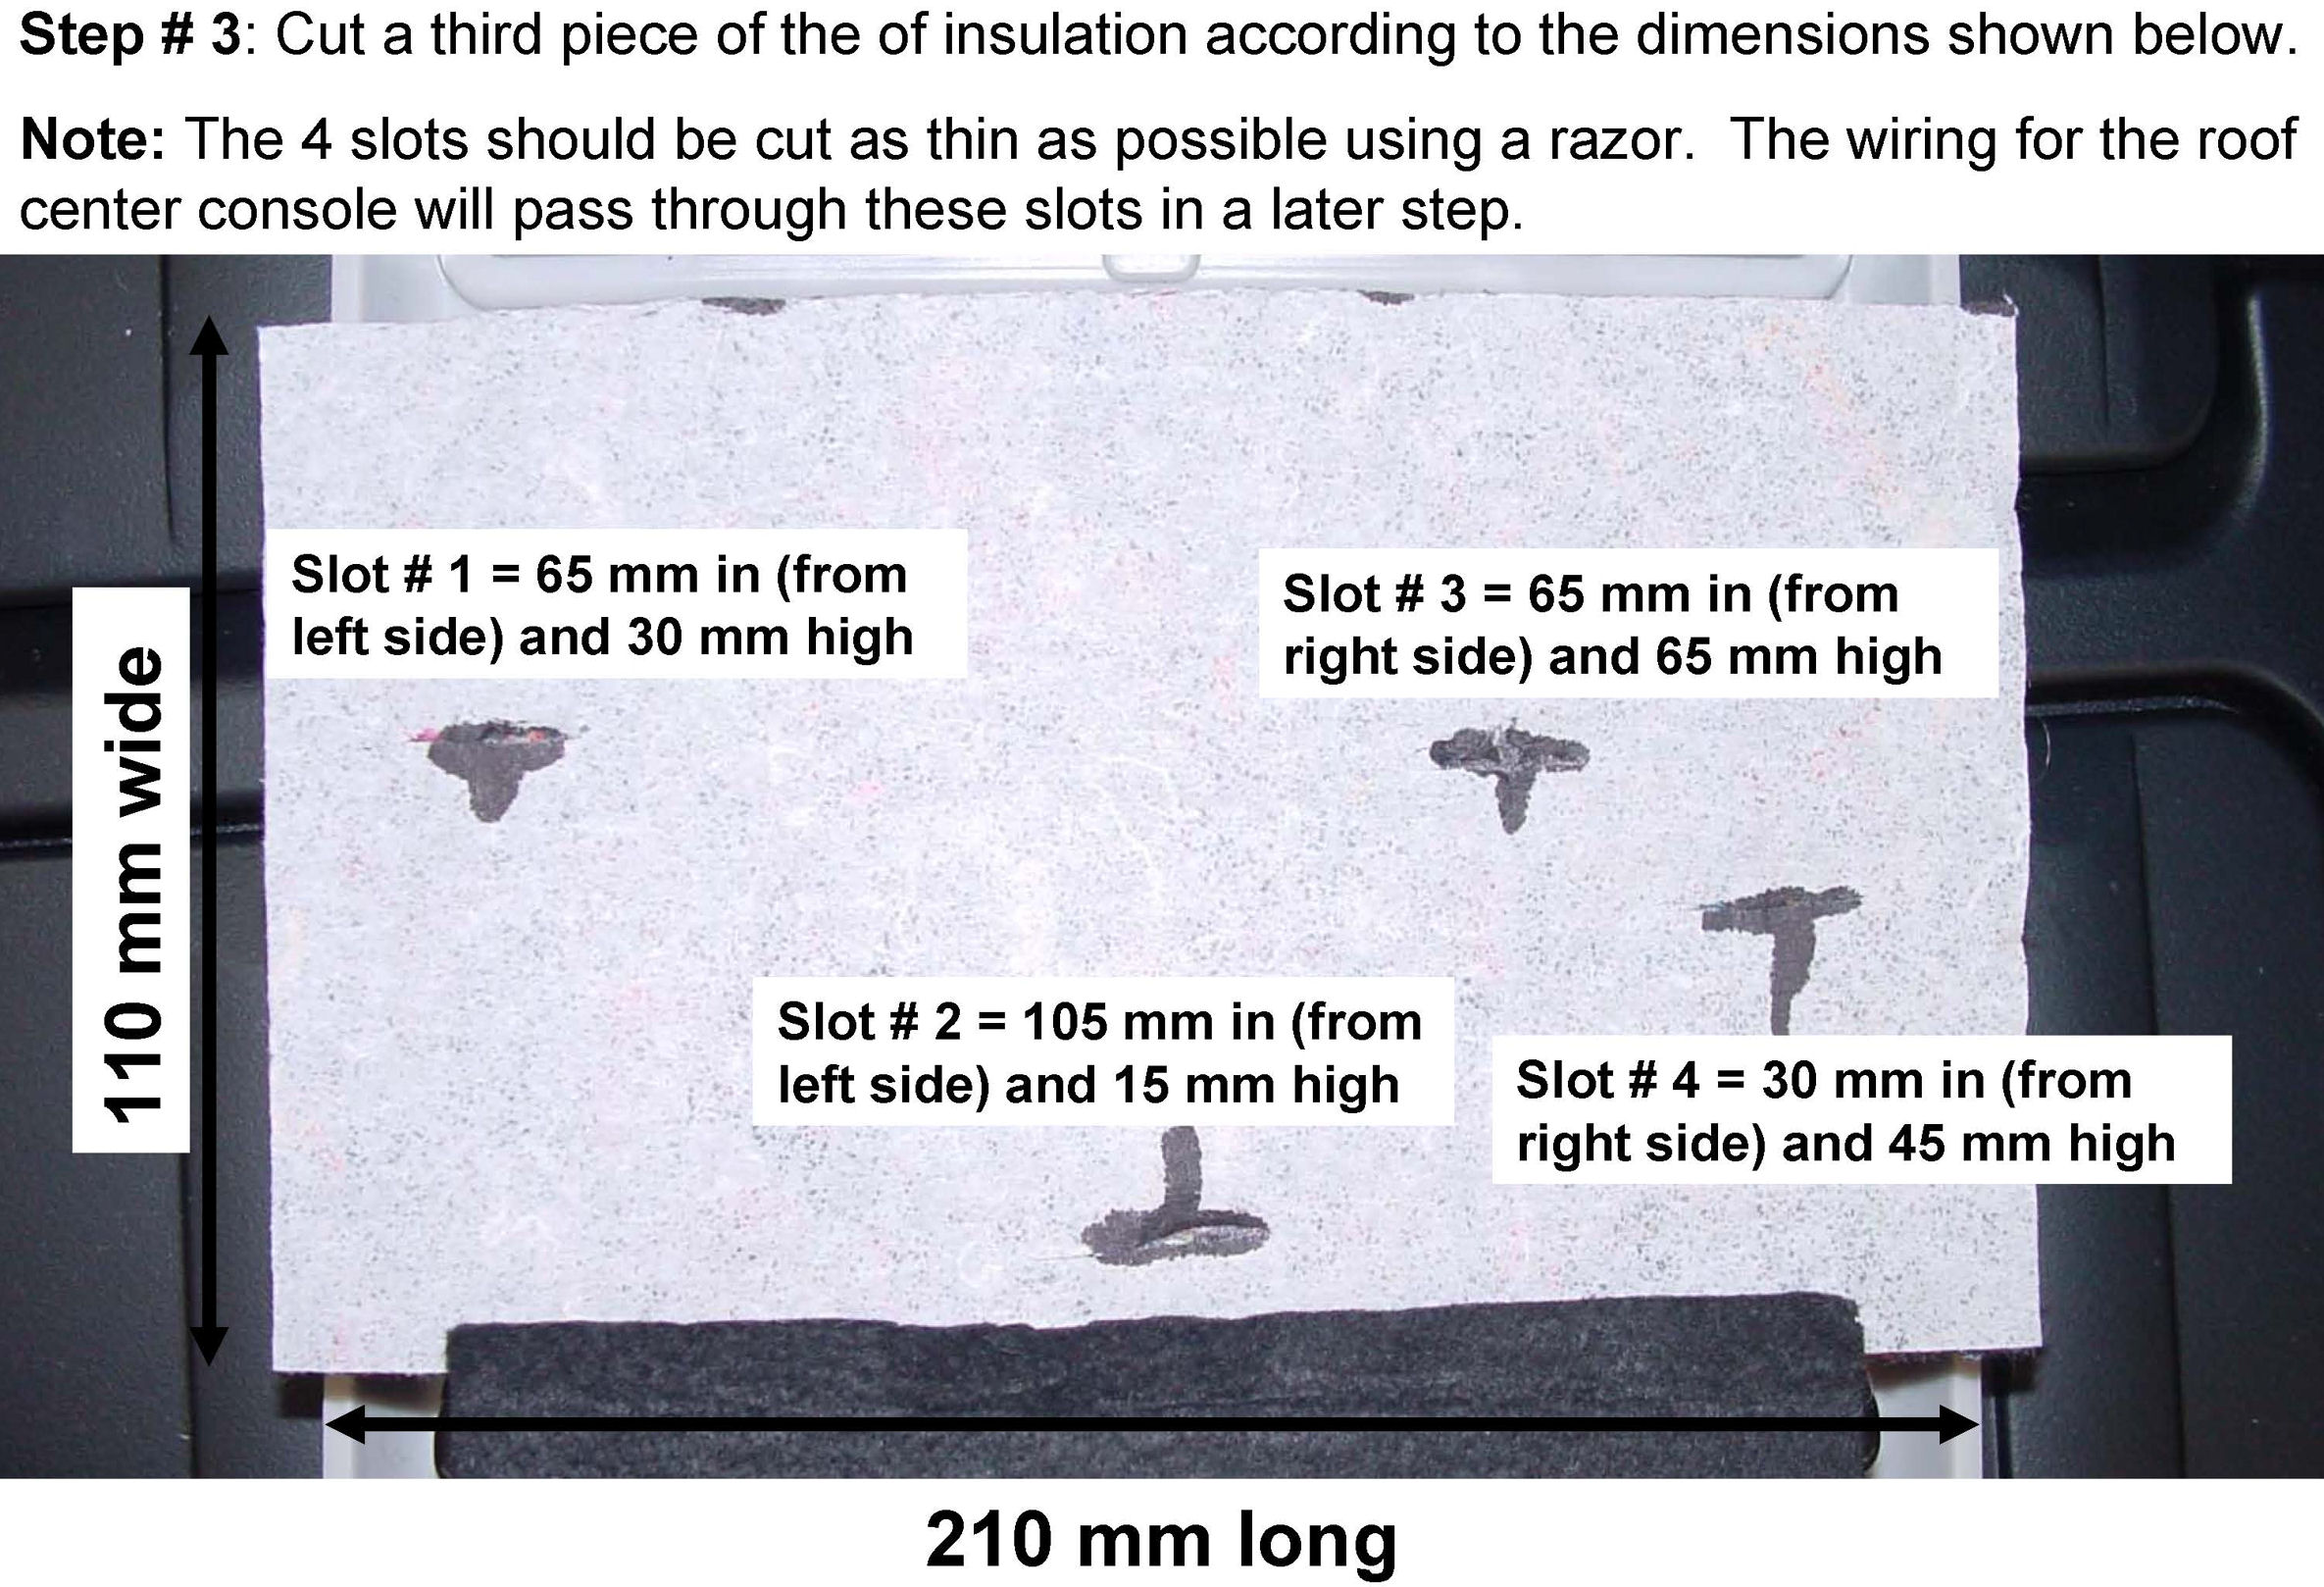 Step # 3: Cut a third piece of the of insulation according to the dimensions shown below.
Note: The 4 slots should be cut as thin as possible using a razor.  The wiring for the roof
center console will pass through these slots in a later step.
110 mm wide
Slot # 1 = 65 mm in (from
left side) and 30 mm high
Slot # 3 = 65 mm in (from
right side) and 65 mm high
Slot # 2 = 105 mm in (from
left side) and 15 mm high
Slot # 4 = 30 mm in (from
right side) and 45 mm high
210 mm long